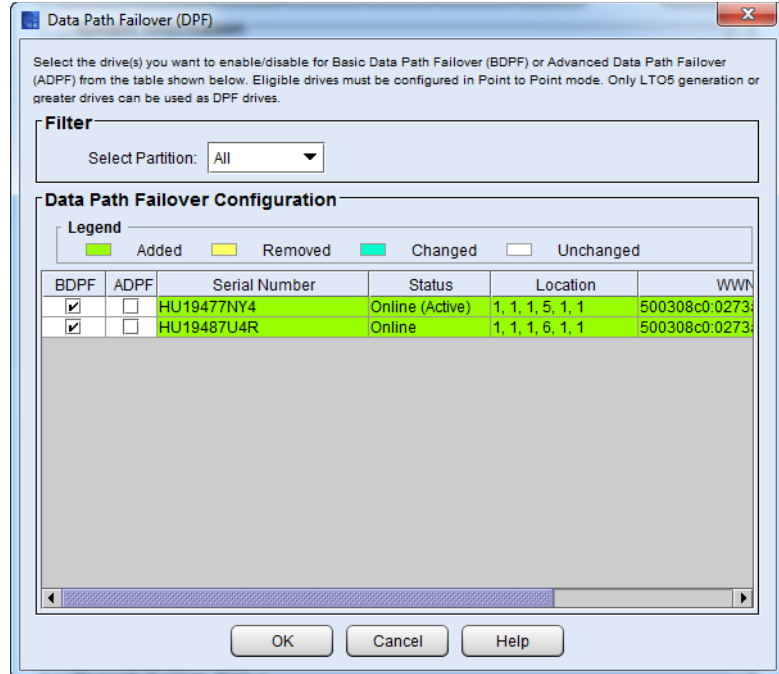 Data Path Failover (DPF)
Select the drive(s) you want to enable/disable for Basic Data Path Failover (BDPF) or Advanced Data Path Failover
(ADPF) from the table shown below. Eligible drives must be configured in Point to Point mode. Only LTO5 generation or
greater drives can be used as DPF drives.
Filter
Select Partition: All
Data Path Failover Configuration
Legend
Added Removed Changed Unchanged
BDPF ADPF Serial Number Status Location WWN
HU19477NY4 Online (Active) 1, 1, 1, 5, 1, 1 500308c0:0273
HU19487U4R Online 1, 1, 1, 6, 1, 1 500308c0:0273
OK Cancel Help